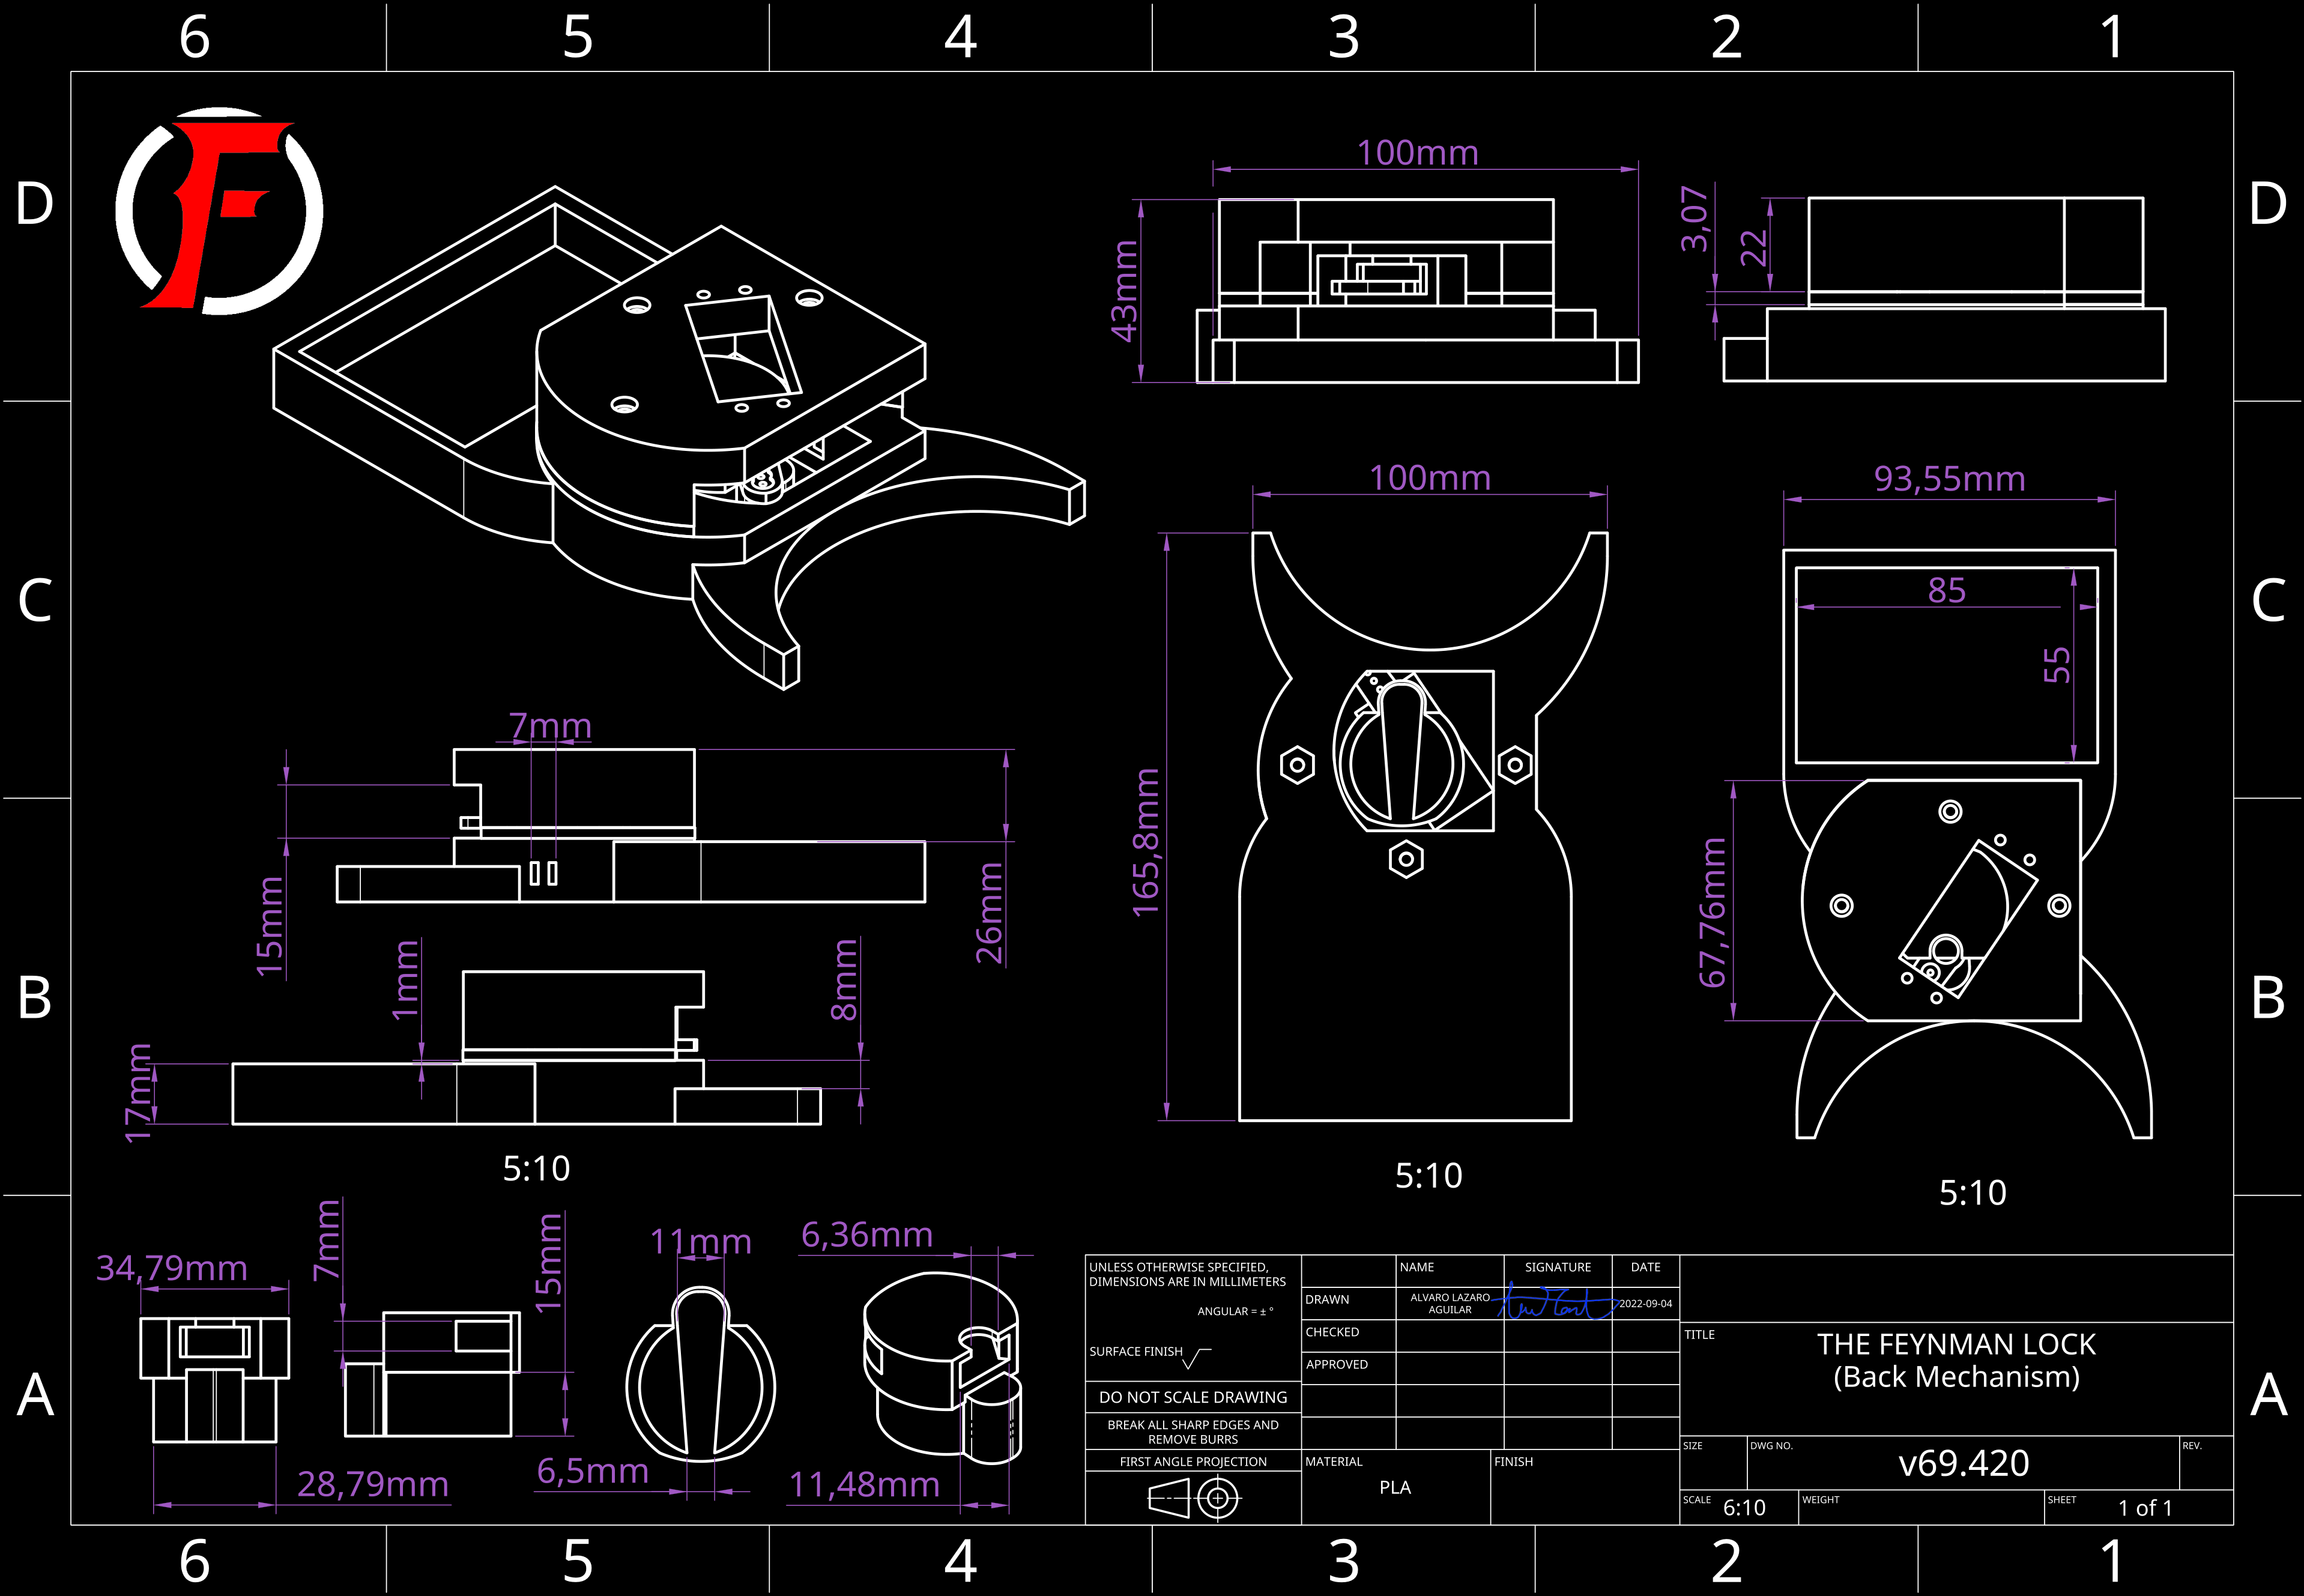 6 5 4 3 2 1
D D
F
100mm
43mm
3,07
22
C C
100mm
165,8mm
93,55mm
85
55
67,76mm
7mm
15mm
26mm
B B
1mm
8mm
17mm
5:10
5:10
5:10
A A
34,79mm
28,79mm
7mm
15mm
11mm
6,5mm
6,36mm
11,48mm
UNLESS OTHERWISE SPECIFIED,
DIMENSIONS ARE IN MILLIMETERS
ANGULAR = ± °
SURFACE FINISH
DO NOT SCALE DRAWING
BREAK ALL SHARP EDGES AND
REMOVE BURRS
FIRST ANGLE PROJECTION
NAME SIGNATURE DATE
DRAWN ALVARO LAZARO
AGUILAR
2022-09-04
CHECKED
APPROVED
MATERIAL
PLA
FINISH
TITLE
THE FEYNMAN LOCK
(Back Mechanism)
SIZE
DWG NO.
v69.420
REV.
SCALE 6:10
WEIGHT
SHEET 1 of 1
6 5 4 3 2 1